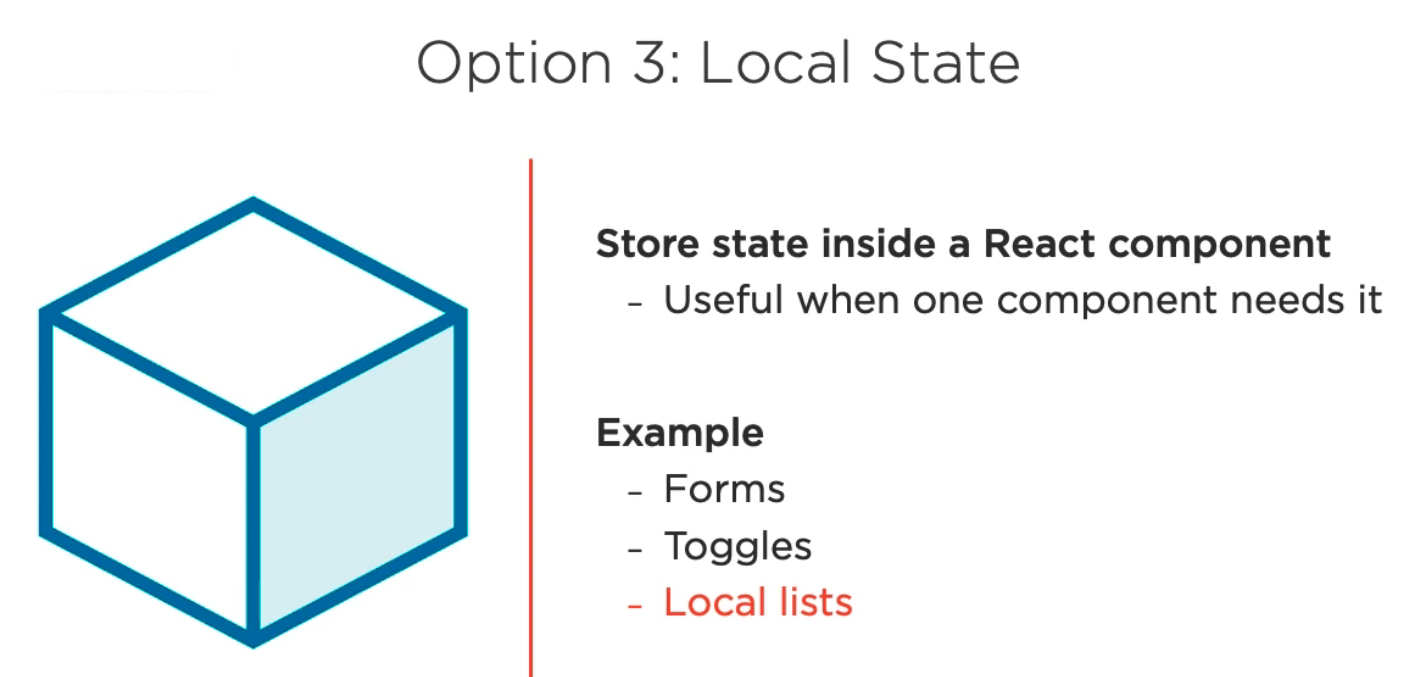 Option 3: Local State
Store state inside a React component
- Useful when one component needs it
Example
- Forms
- Toggles
- Local lists